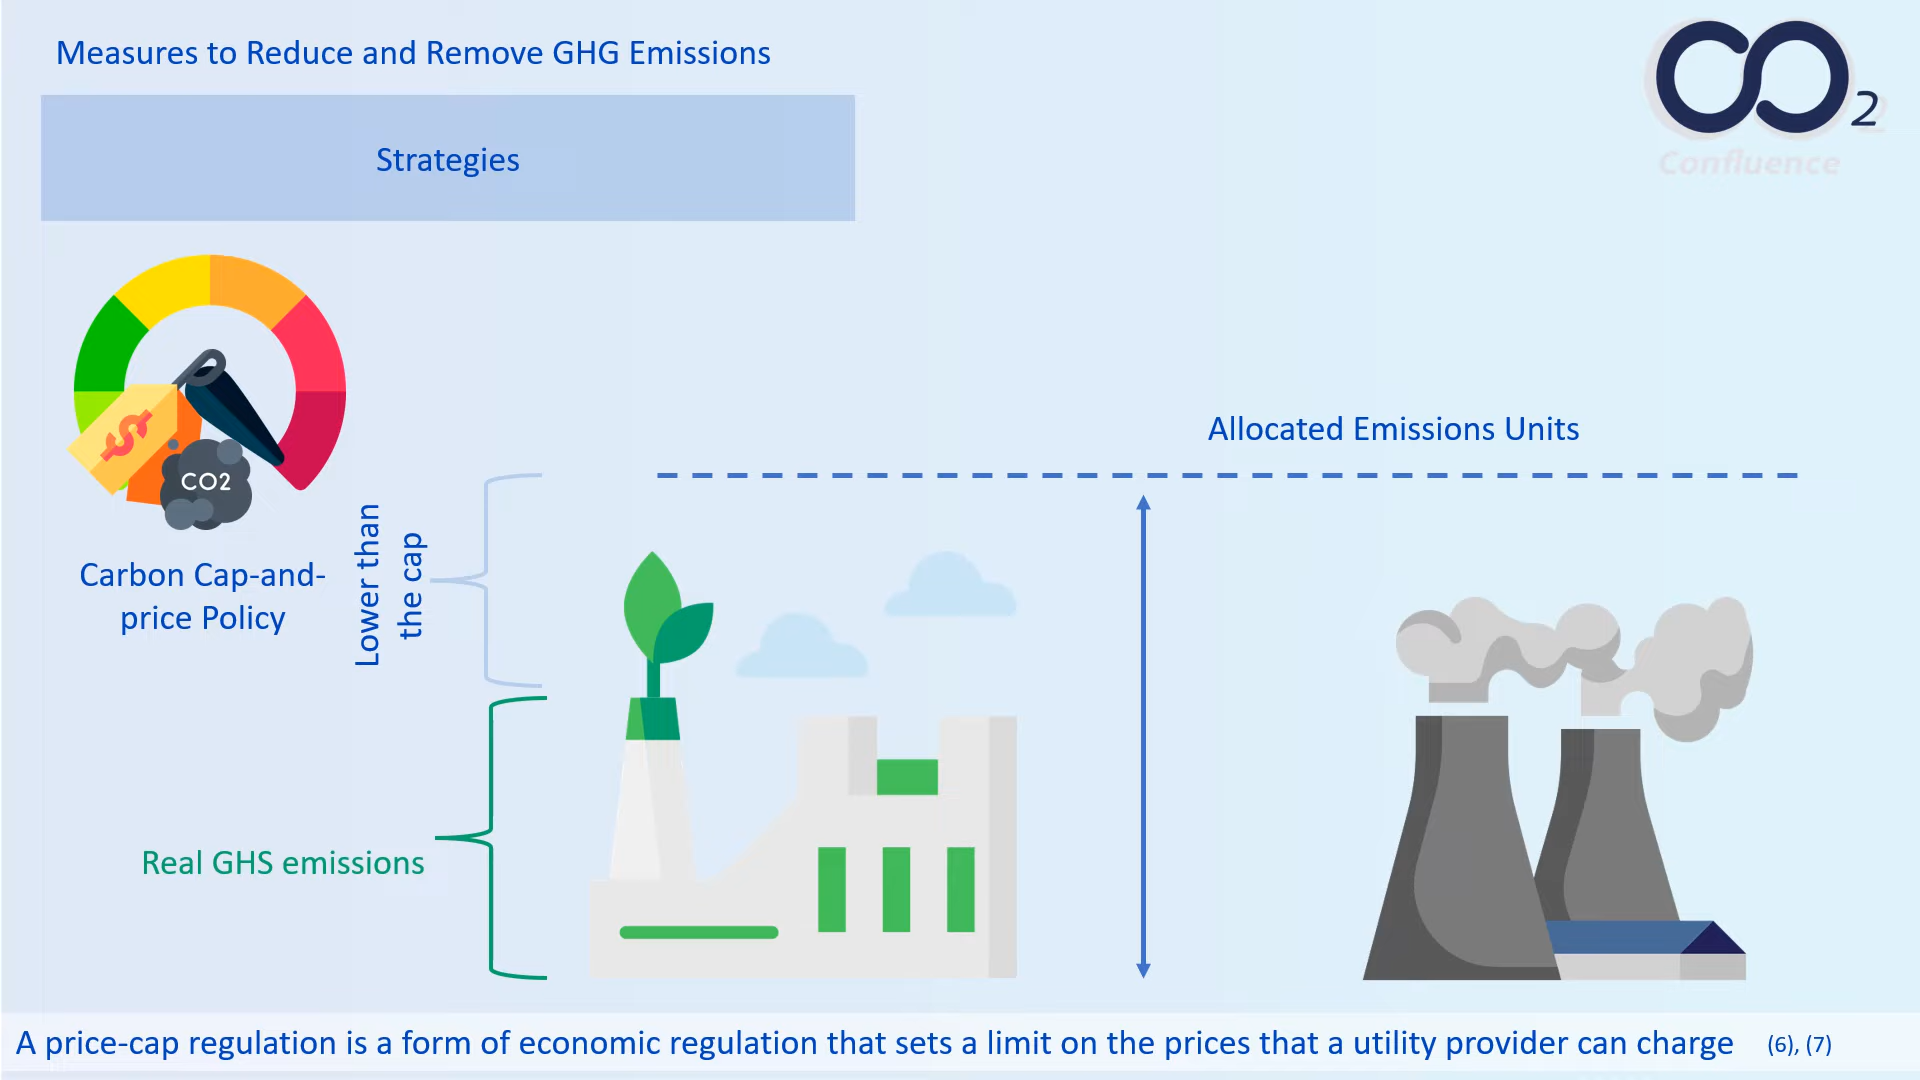 Measures to Reduce and Remove GHG Emissions
Strategies
CO2
Confluence
Allocated Emissions Units
CO2
Carbon Cap-and-
price Policy
Lower than
the cap
Real GHS emissions
A price-cap regulation is a form of economic regulation that sets a limit on the prices that a utility provider can charge (6), (7)